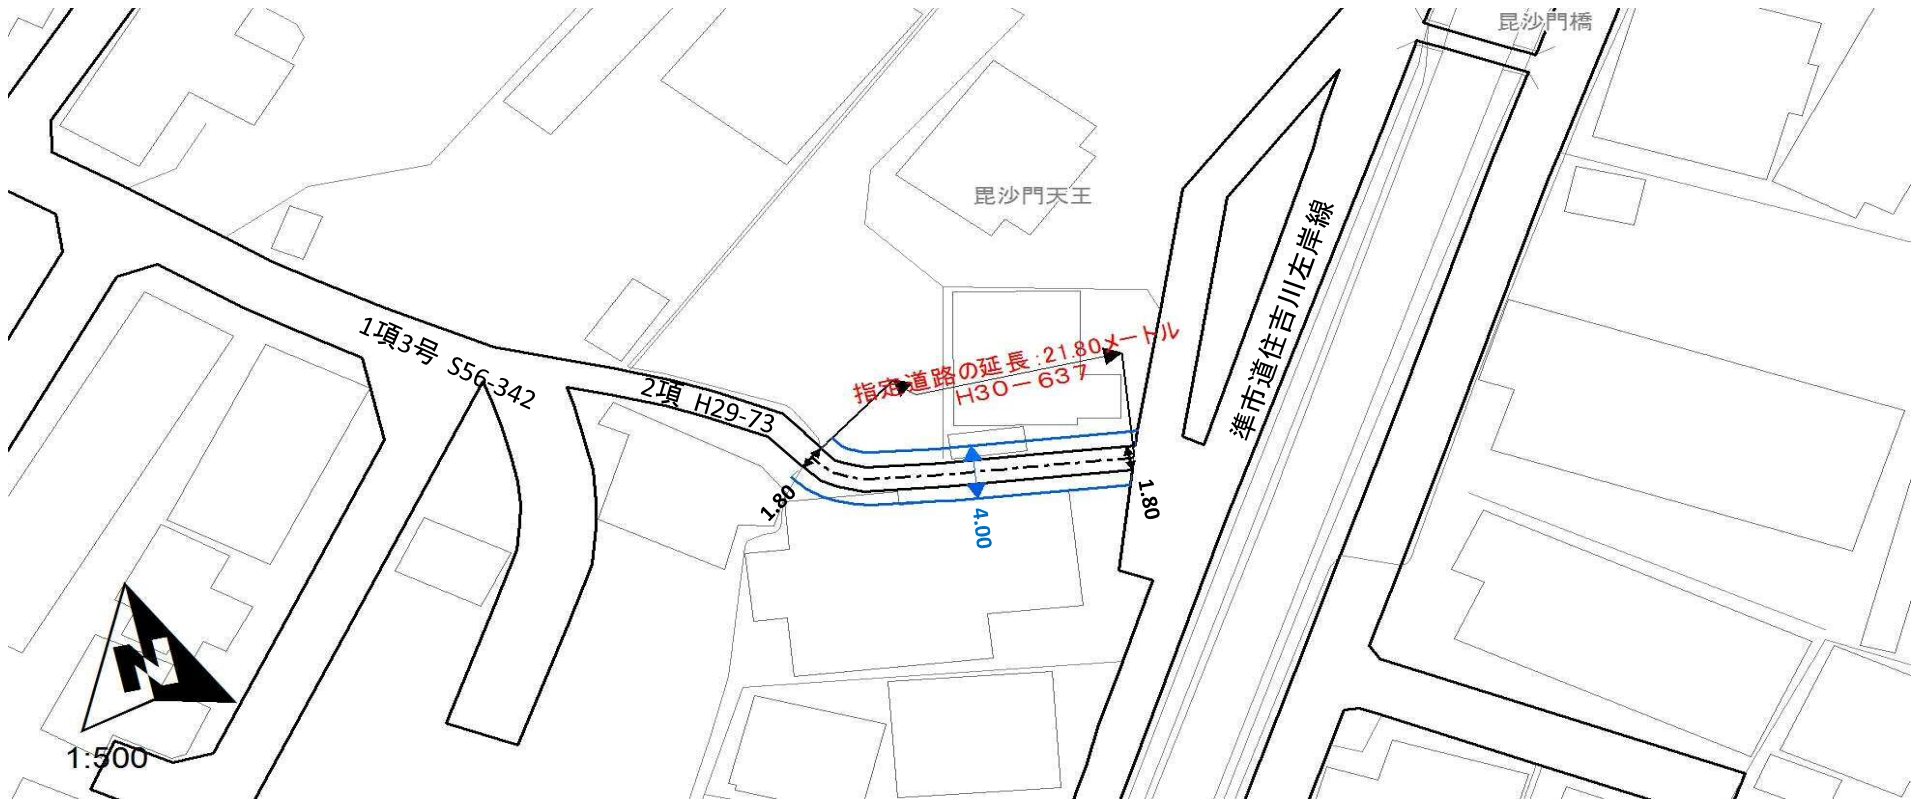 毘沙門橋
毘沙門天王
準市道住吉川左岸線
1項3号 S56-342
2項 H29-73
指定道路の延長:21.80メートル
H30-637
1.80
4.00
1.80
N
1:500